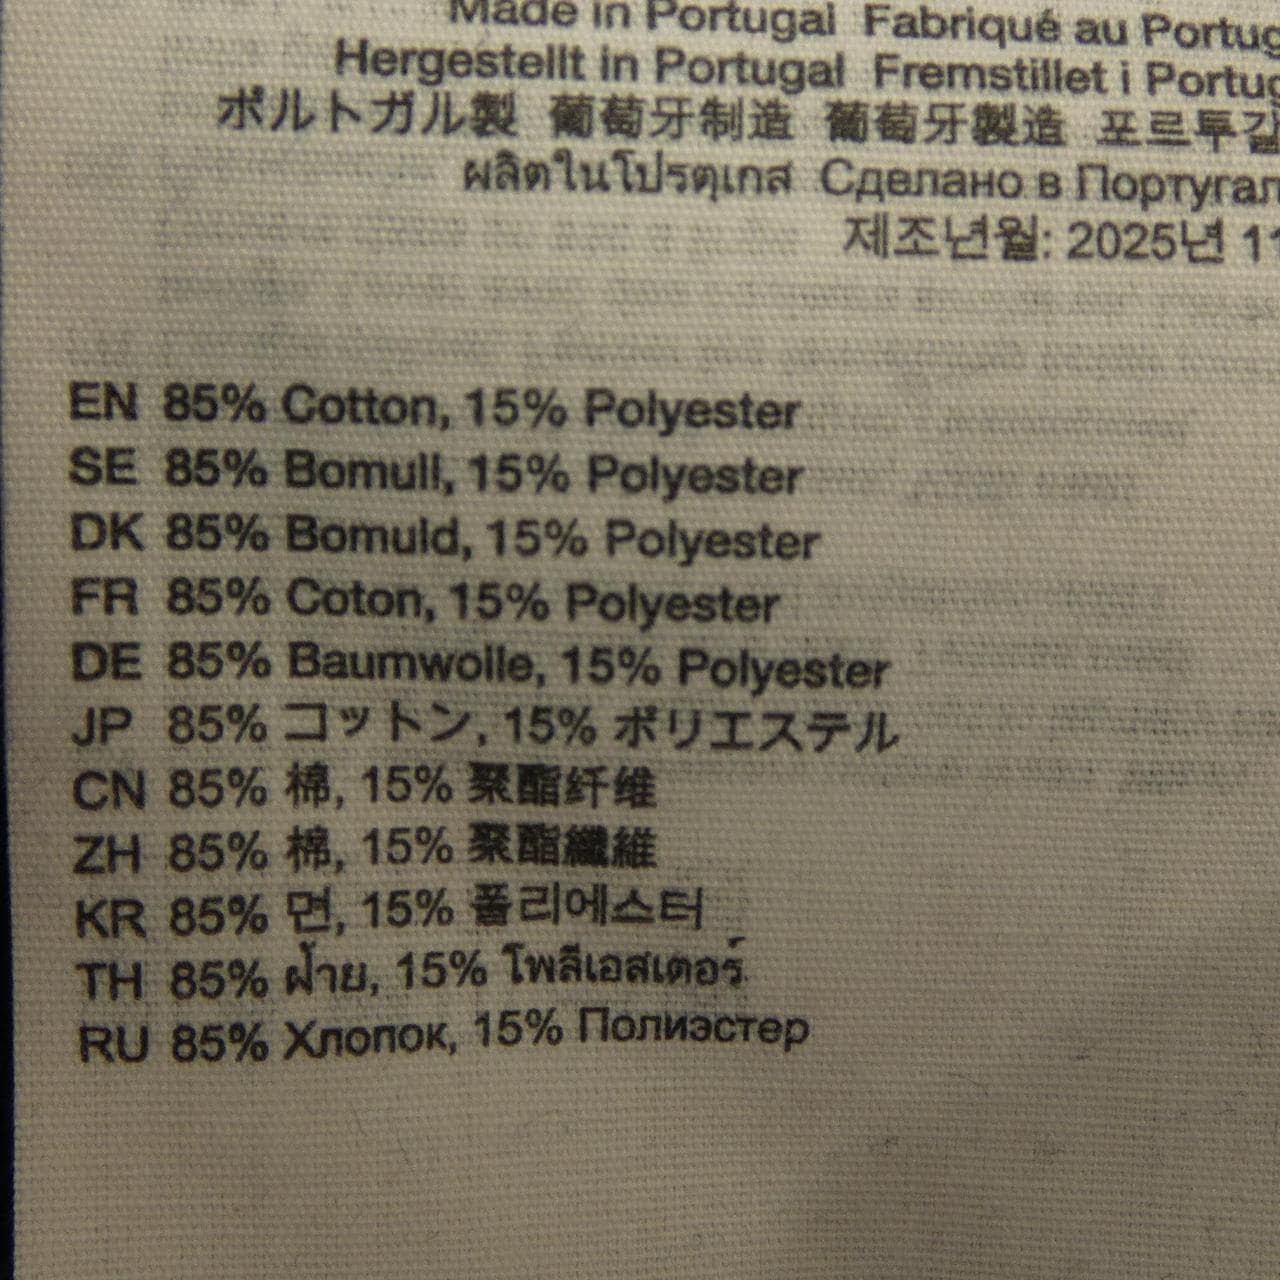 Made in Portugal Fabriqué au
Hergestellt in Portugal Fremstillet i
ポルトガル製 葡萄牙制造 葡萄牙製造 포르투갈
ผลิตในโปรตุเกส Сделано в
제조년월: 2025년
EN 85% Cotton, 15% Polyester
SE 85% Bomull, 15% Polyester
DK 85% Bomuld, 15% Polyester
FR 85% Coton, 15% Polyester
DE 85% Baumwolle, 15% Polyester
JP 85% コットン, 15% ポリエステル
CN 85% 棉, 15% 聚酯纤维
ZH 85% 棉, 15% 聚酯纖維
KR 85% 면, 15% 폴리에스터
TH 85% ฝ้าย, 15% โพลีเอสเตอร์
RU 85% Хлопок, 15% Полиэстер